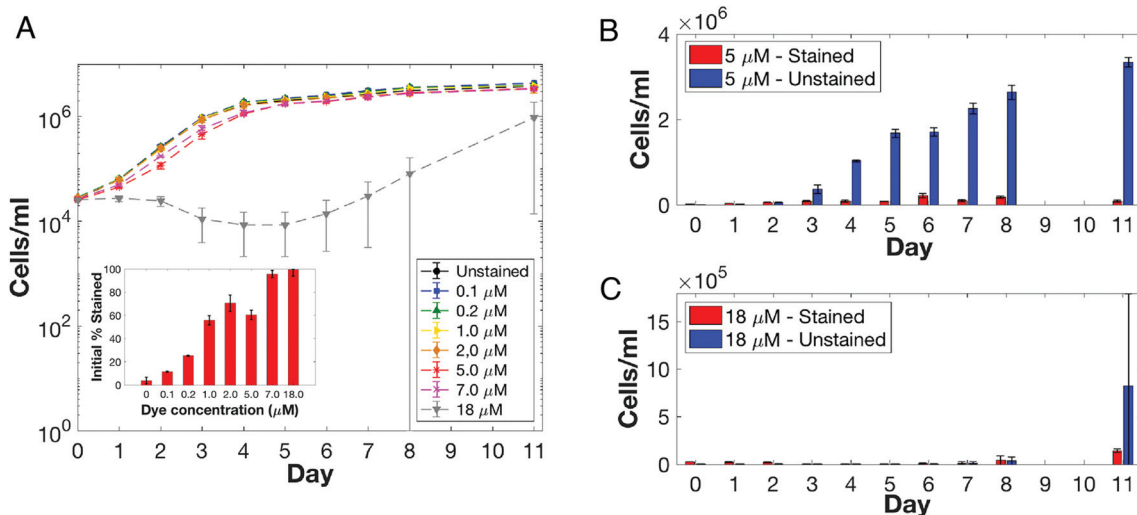 A
Cells/ml
10^6
10^4
10^2
10^0
0 1 2 3 4 5 6 7 8 9 10 11
Day
Unstained
0.1 μM
0.2 μM
1.0 μM
2,0 μM
5.0 μM
7.0 μM
18 μM
Initial % Stained
100
80
60
40
20
0
0 0.1 0.2 1.0 2.0 5.0 7.0 18.0
Dye concentration (μM)
B
×10^6
Cells/ml
4
2
0
5 μM - Stained
5 μM - Unstained
0 1 2 3 4 5 6 7 8 9 10 11
Day
C
×10^5
Cells/ml
15
10
5
0
18 μM - Stained
18 μM - Unstained
0 1 2 3 4 5 6 7 8 9 10 11
Day